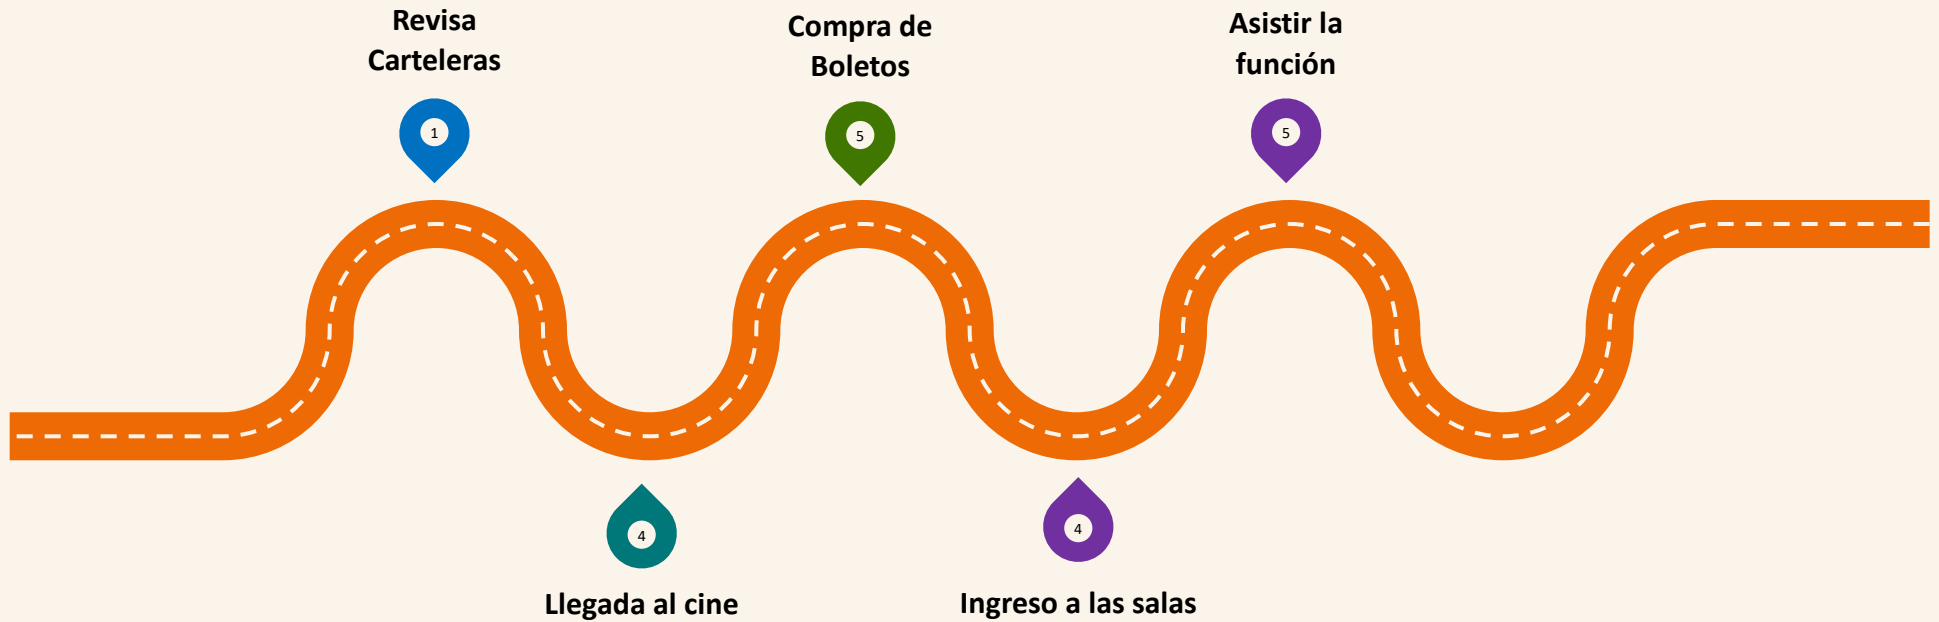 Revisa
Carteleras
1
Compra de
Boletos
5
Asistir la
función
5
4
Llegada al cine
4
Ingreso a las salas